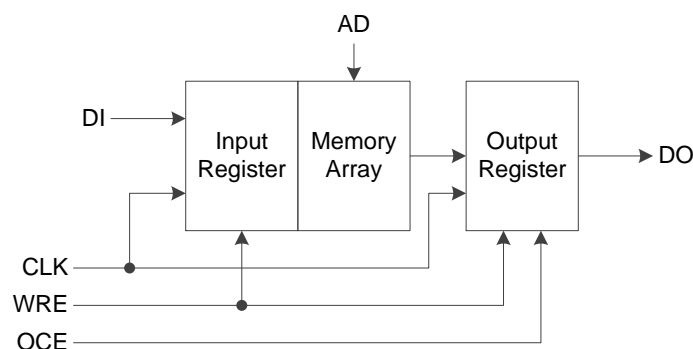 AD
DI
Input
Register
Memory
Array
Output
Register
DO
CLK
WRE
OCE